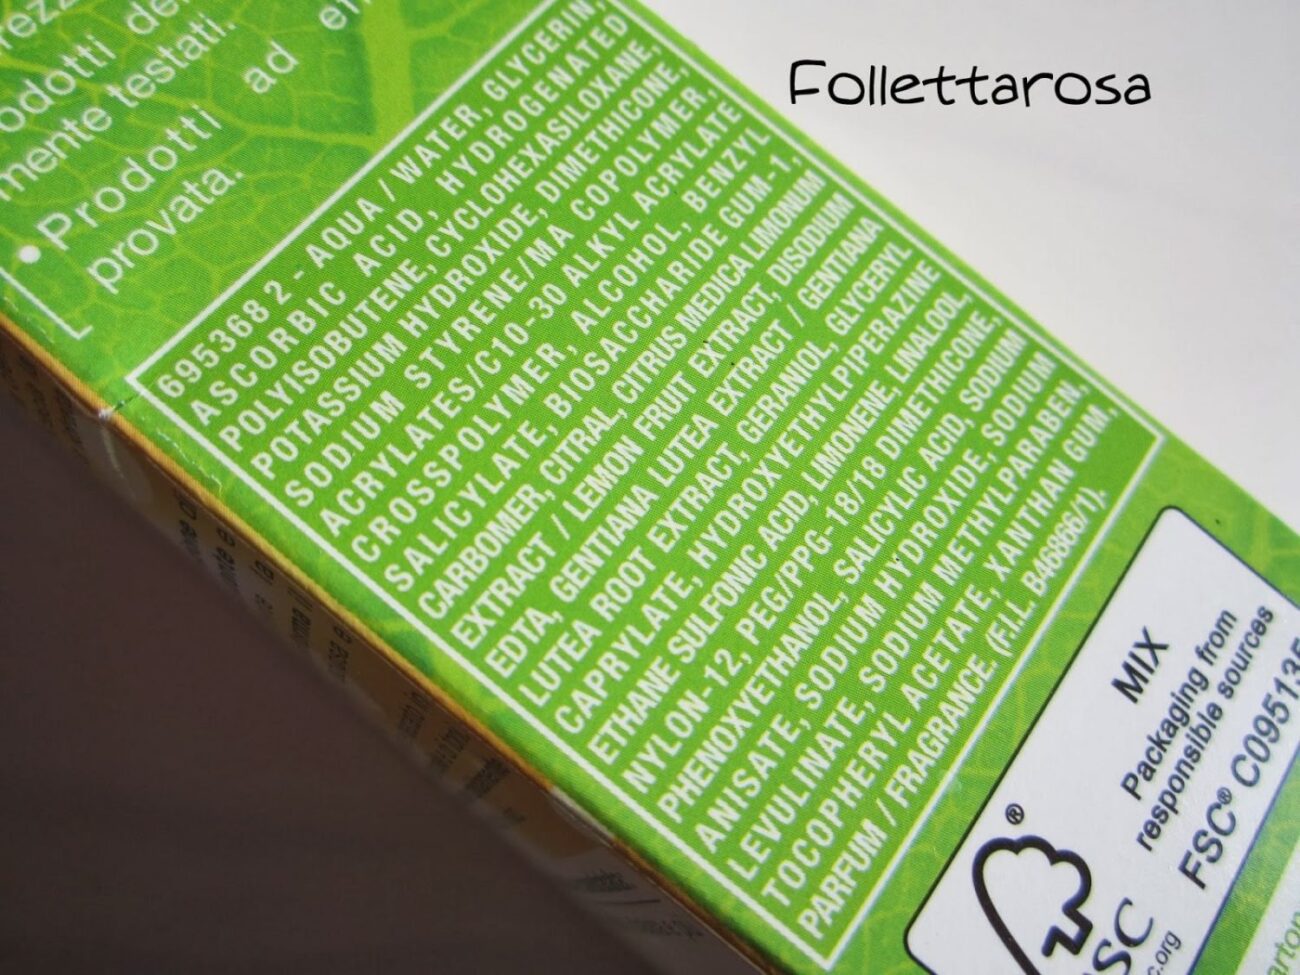 Follettarosa
odotti de
mente testati.
• Prodotti ad
provata.
695368 2 - AQUA / WATER, GLYCERIN,
ASCORBIC ACID, HYDROGENATED
POLYISOBUTENE, CYCLOHEXASILOXANE,
POTASSIUM HYDROXIDE, DIMETHICONE,
SODIUM STYRENE/MA COPOLYMER,
ACRYLATES/C10-30 ALKYL ACRYLATE
CROSSPOLYMER, ALCOHOL, BENZYL
SALICYLATE, BIOSACCHARIDE GUM-1,
CARBOMER, CITRAL, CITRUS MEDICA LIMONUM
EXTRACT / LEMON FRUIT EXTRACT, DISODIUM
EDTA, GENTIANA LUTEA EXTRACT / GENTIANA
LUTEA ROOT EXTRACT, GERANIOL, GLYCERYL
CAPRYLATE, HYDROXYETHYLPIPERAZINE
ETHANE SULFONIC ACID, LIMONENE, LINALOOL,
NYLON-12, PEG/PPG-18/18 DIMETHICONE,
PHENOXYETHANOL, SALICYLIC ACID, SODIUM
ANISATE, SODIUM HYDROXIDE, SODIUM
LEVULINATE, SODIUM METHYLPARABEN,
TOCOPHERYL ACETATE, XANTHAN GUM,
PARFUM / FRAGRANCE. (F.I.L. B46866/1).
MIX
Packaging from
responsible sources
FSC® C095135
®
FSC